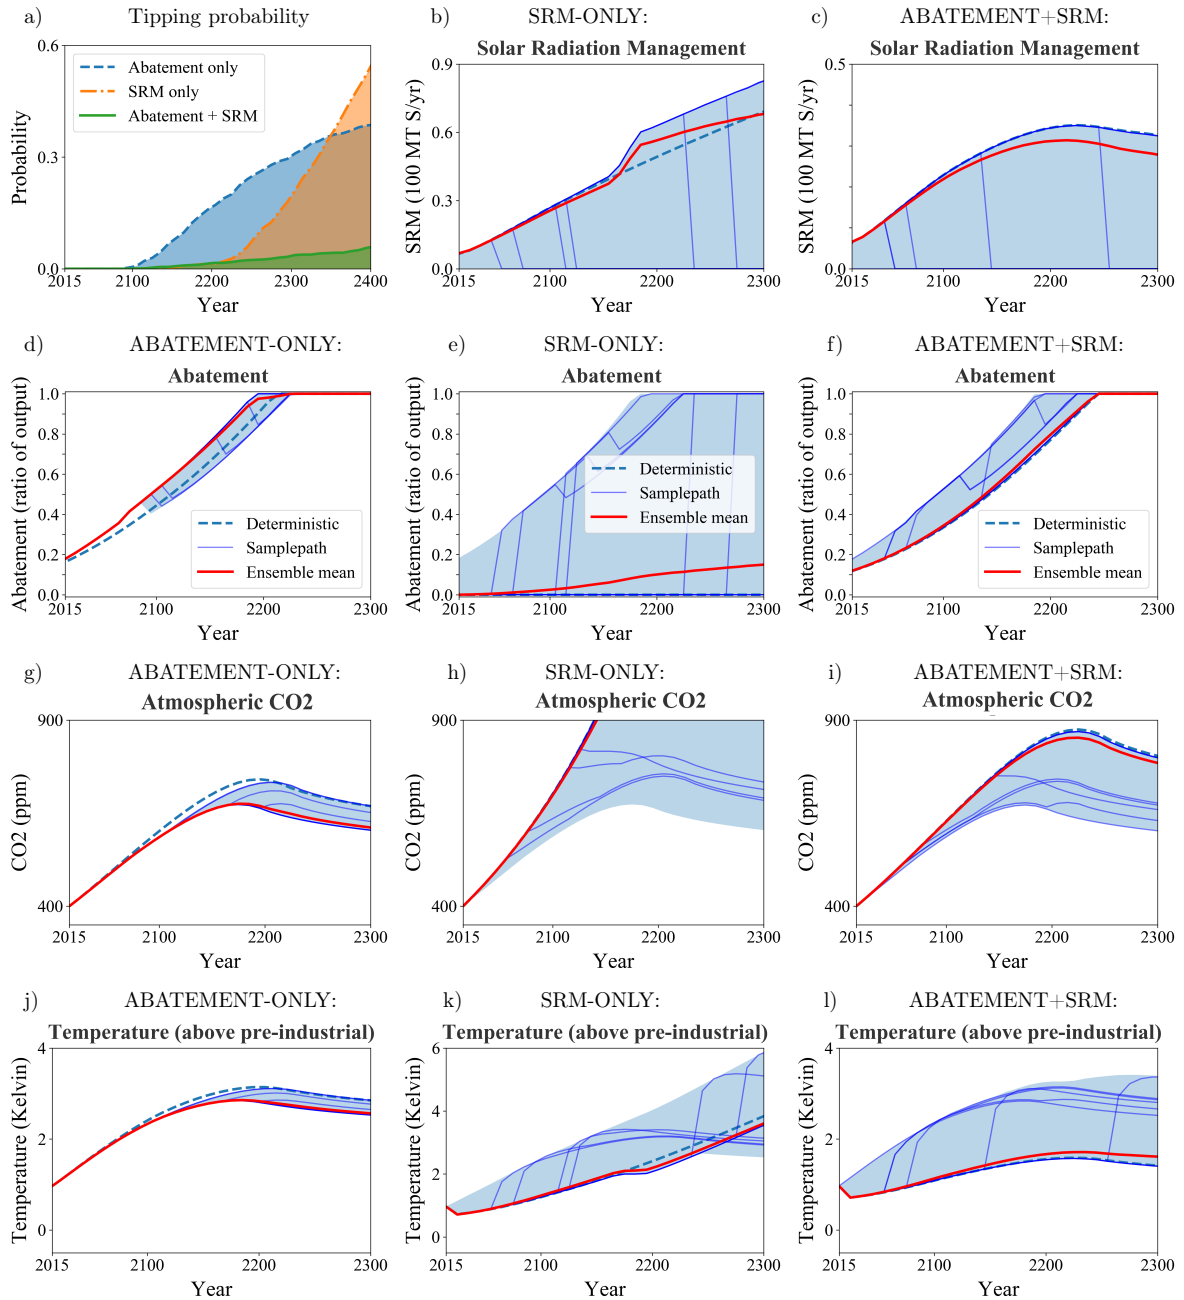 a) Tipping probability
0.6
0.3
0.0
Probability
Abatement only
SRM only
Abatement + SRM
2015 2100 2200 2300 2400
Year
b) SRM-ONLY:
Solar Radiation Management
0.9
0.6
0.3
0.0
SRM (100 MT S/yr)
2015 2100 2200 2300
Year
c) ABATEMENT+SRM:
Solar Radiation Management
0.5
0.0
SRM (100 MT S/yr)
2015 2100 2200 2300
Year
d) ABATEMENT-ONLY:
Abatement
1.0
0.8
0.6
0.4
0.2
0.0
Abatement (ratio of output)
Deterministic
Samplepath
Ensemble mean
2015 2100 2200 2300
Year
e) SRM-ONLY:
Abatement
1.0
0.8
0.6
0.4
0.2
0.0
Abatement (ratio of output)
Deterministic
Samplepath
Ensemble mean
2015 2100 2200 2300
Year
f) ABATEMENT+SRM:
Abatement
1.0
0.8
0.6
0.4
0.2
0.0
Abatement (ratio of output)
Deterministic
Samplepath
Ensemble mean
2015 2100 2200 2300
Year
g) ABATEMENT-ONLY:
Atmospheric CO2
900
400
CO2 (ppm)
2015 2100 2200 2300
Year
h) SRM-ONLY:
Atmospheric CO2
900
400
CO2 (ppm)
2015 2100 2200 2300
Year
i) ABATEMENT+SRM:
Atmospheric CO2
900
400
CO2 (ppm)
2015 2100 2200 2300
Year
j) ABATEMENT-ONLY:
Temperature (above pre-industrial)
4
2
0
Temperature (Kelvin)
2015 2100 2200 2300
Year
k) SRM-ONLY:
Temperature (above pre-industrial)
6
4
2
0
Temperature (Kelvin)
2015 2100 2200 2300
Year
l) ABATEMENT+SRM:
Temperature (above pre-industrial)
4
2
0
Temperature (Kelvin)
2015 2100 2200 2300
Year